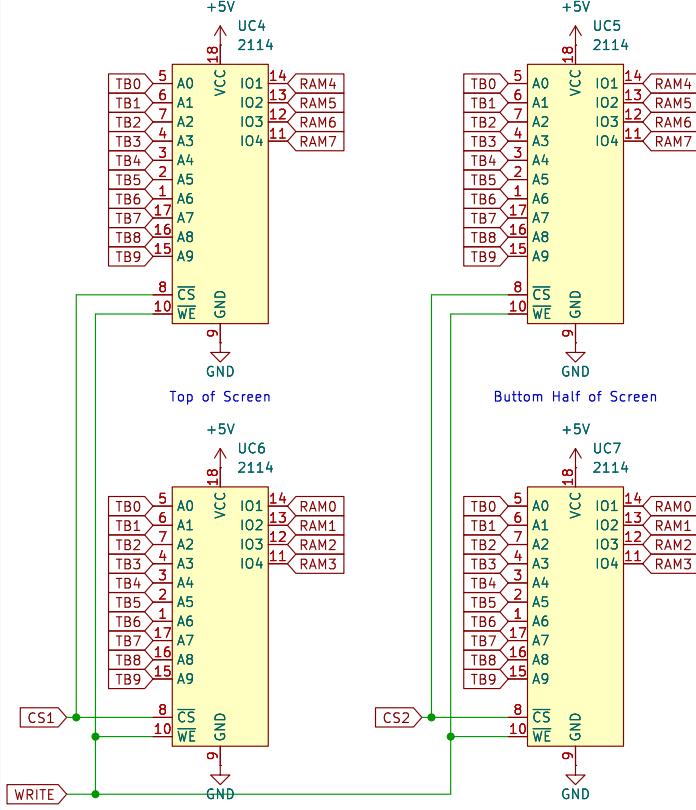 +5V +5V
UC4 UC5
2114 2114
18 18
TB0 5 A0 VCC IO1 14 RAM4 TB0 5 A0 VCC IO1 14 RAM4
TB1 6 A1 IO2 13 RAM5 TB1 6 A1 IO2 13 RAM5
TB2 7 A2 IO3 12 RAM6 TB2 7 A2 IO3 12 RAM6
TB3 4 A3 IO4 11 RAM7 TB3 4 A3 IO4 11 RAM7
TB4 3 A4 TB4 3 A4
TB5 2 A5 TB5 2 A5
TB6 1 A6 TB6 1 A6
TB7 17 A7 TB7 17 A7
TB8 16 A8 TB8 16 A8
TB9 15 A9 TB9 15 A9
8 CS GND 8 CS GND
10 WE 10 WE
9 9
GND GND
Top of Screen Buttom Half of Screen
+5V +5V
UC6 UC7
2114 2114
18 18
TB0 5 A0 VCC IO1 14 RAM0 TB0 5 A0 VCC IO1 14 RAM0
TB1 6 A1 IO2 13 RAM1 TB1 6 A1 IO2 13 RAM1
TB2 7 A2 IO3 12 RAM2 TB2 7 A2 IO3 12 RAM2
TB3 4 A3 IO4 11 RAM3 TB3 4 A3 IO4 11 RAM3
TB4 3 A4 TB4 3 A4
TB5 2 A5 TB5 2 A5
TB6 1 A6 TB6 1 A6
TB7 17 A7 TB7 17 A7
TB8 16 A8 TB8 16 A8
TB9 15 A9 TB9 15 A9
CS1 8 CS GND CS2 8 CS GND
10 WE 10 WE
9 9
WRITE GND GND